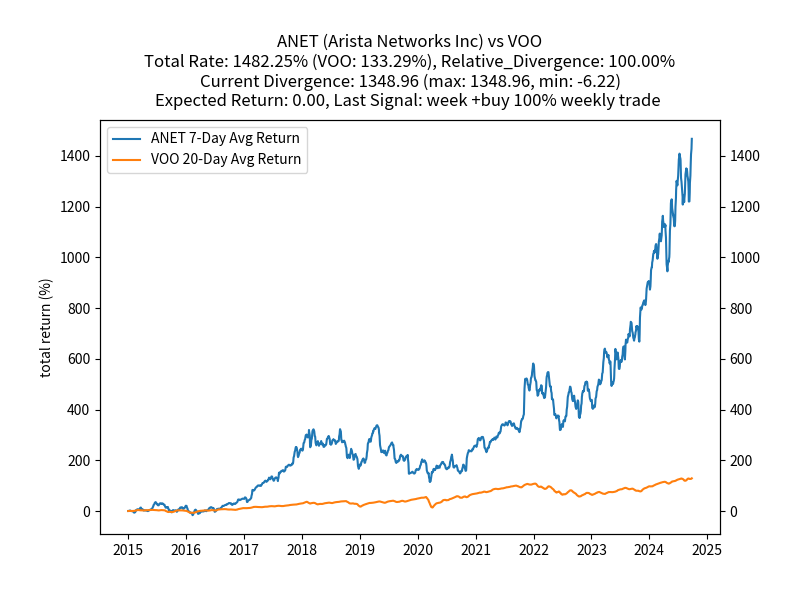 ANET (Arista Networks Inc) vs VOO
Total Rate: 1482.25% (VOO: 133.29%), Relative_Divergence: 100.00%
Current Divergence: 1348.96 (max: 1348.96, min: -6.22)
Expected Return: 0.00, Last Signal: week +buy 100% weekly trade
ANET 7-Day Avg Return
VOO 20-Day Avg Return
total return (%)
1400
1200
1000
800
600
400
200
0
1400
1200
1000
800
600
400
200
0
2015 2016 2017 2018 2019 2020 2021 2022 2023 2024 2025